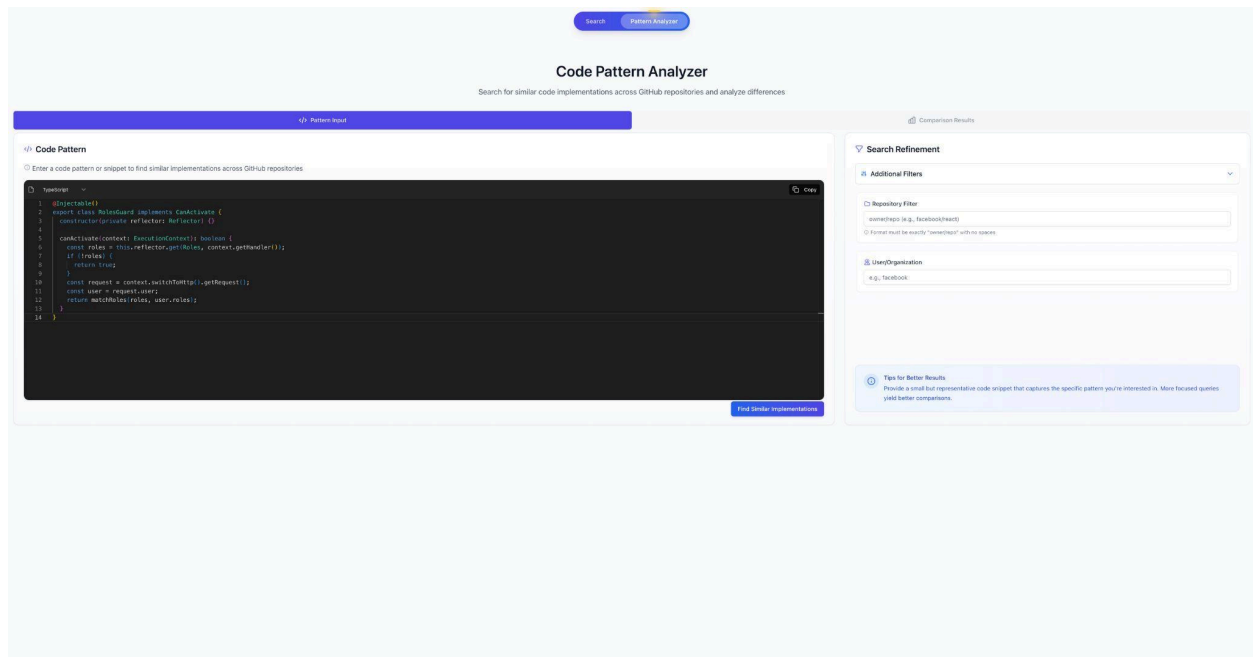 Search
Pattern Analyzer
Code Pattern Analyzer
Search for similar code implementations across GitHub repositories and analyze differences
</> Pattern Input
Comparison Results
</> Code Pattern
Enter a code pattern or snippet to find similar implementations across GitHub repositories
TypeScript
Copy
1 @Injectable()
2 export class RolesGuard implements CanActivate {
3 constructor(private reflector: Reflector) {}
4
5 canActivate(context: ExecutionContext): boolean {
6 const roles = this.reflector.get(Roles, context.getHandler());
7 if (!roles) {
8 return true;
9 }
10 const request = context.switchToHttp().getRequest();
11 const user = request.user;
12 return matchRoles(roles, user.roles);
13 }
14 }
Find Similar Implementations
Search Refinement
Additional Filters
Repository Filter
owner/repo (e.g., facebook/react)
Format must be exactly "owner/repo" with no spaces
User/Organization
e.g., facebook
Tips for Better Results
Provide a small but representative code snippet that captures the specific pattern you're interested in. More focused queries
yield better comparisons.